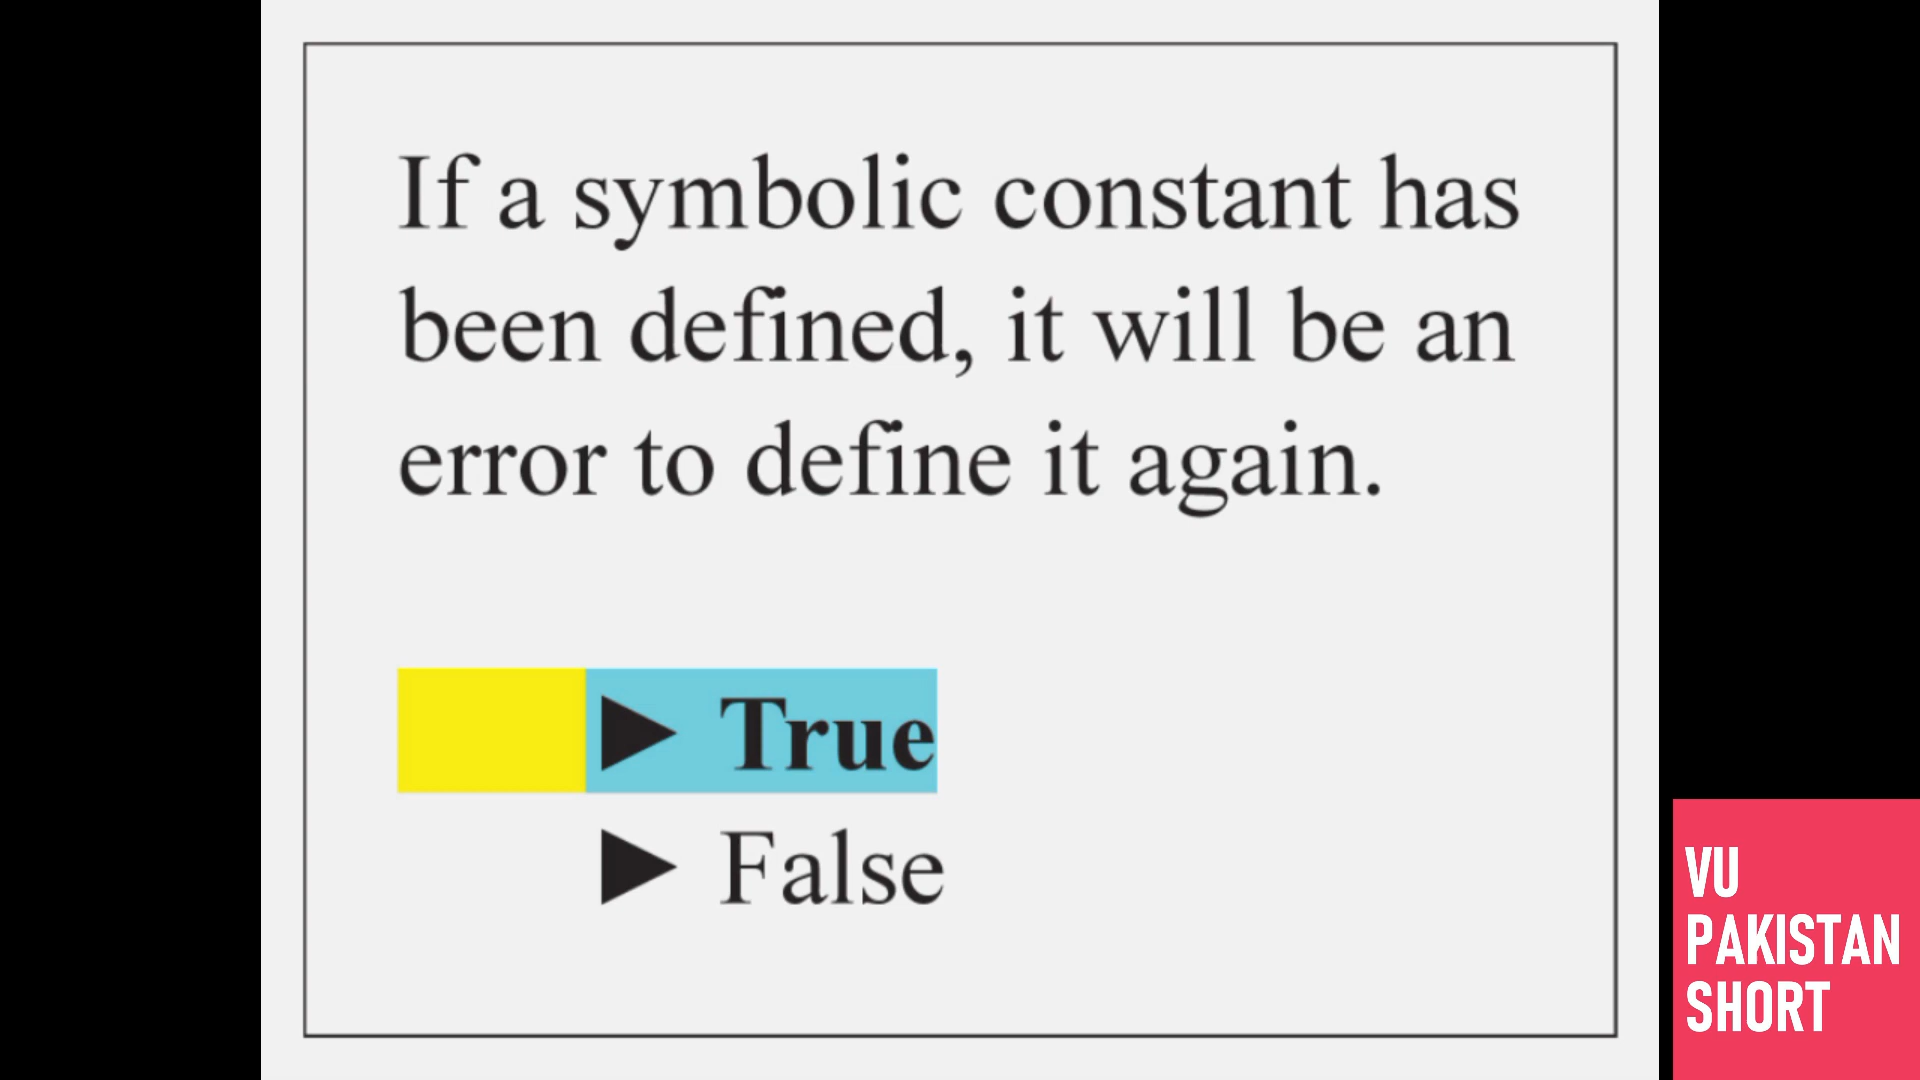 If a symbolic constant has
been defined, it will be an
error to define it again.
► True
► False
VU
PAKISTAN
SHORT